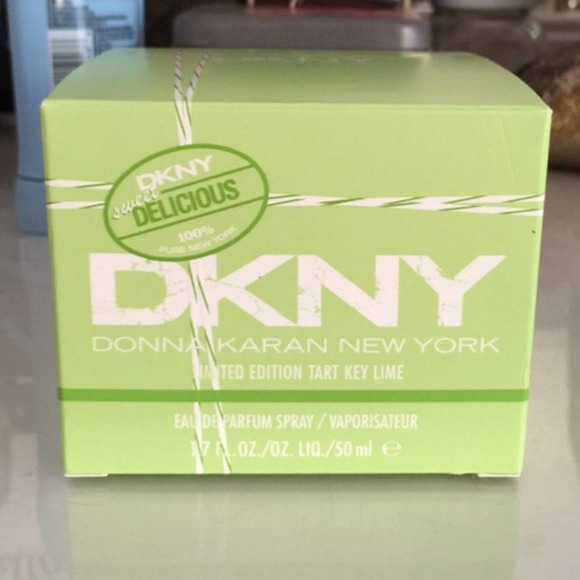 DKNY
sweet
DELICIOUS
100%
PURE NEW YORK
DKNY
DONNA KARAN NEW YORK
LIMITED EDITION TART KEY LIME
EAU DE PARFUM SPRAY / VAPORISATEUR
1.7 FL. OZ./OZ. LIQ./50 ml e